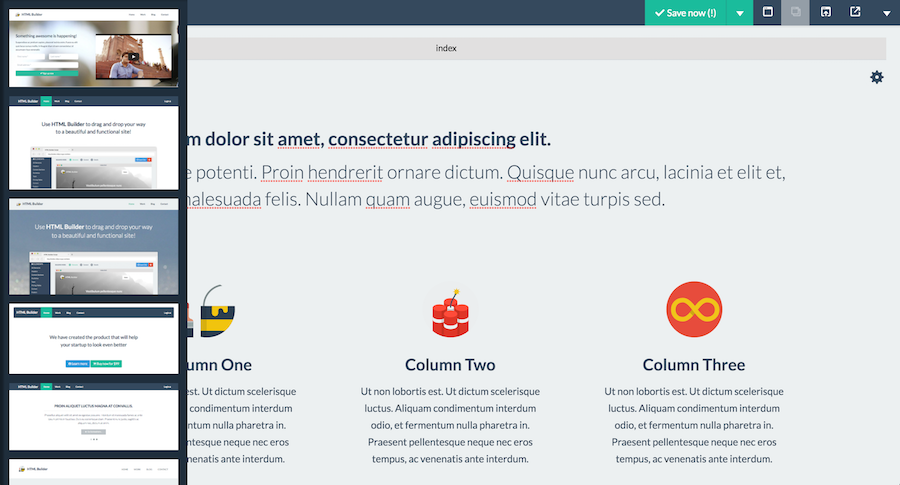 Save now (!)
index
HTML Builder
Something awesome is happening!
HTML Builder
Use HTML Builder to drag and drop your way
to a beautiful and functional site!
HTML Builder
Use HTML Builder to drag and drop your way
to a beautiful and functional site!
HTML Builder
We have created the product that will help
your startup to look even better
HTML Builder
PROIN ALIQUET LUCTUS MAGNA AT CONVALLIS.
HTML Builder
m dolor sit amet, consectetur adipiscing elit.
e potenti. Proin hendrerit ornare dictum. Quisque nunc arcu, lacinia et elit et,
malesuada felis. Nullam quam augue, euismod vitae turpis sed.
umn One
est. Ut dictum scelerisque
condimentum interdum
ntum nulla pharetra in.
entesque neque nec eros
enatis ante interdum.
Column Two
Ut non lobortis est. Ut dictum scelerisque
luctus. Aliquam condimentum interdum
odio, et fermentum nulla pharetra in.
Praesent pellentesque neque nec eros
tempus, ac venenatis ante interdum.
Column Three
Ut non lobortis est. Ut dictum scelerisque
luctus. Aliquam condimentum interdum
odio, et fermentum nulla pharetra in.
Praesent pellentesque neque nec eros
tempus, ac venenatis ante interdum.